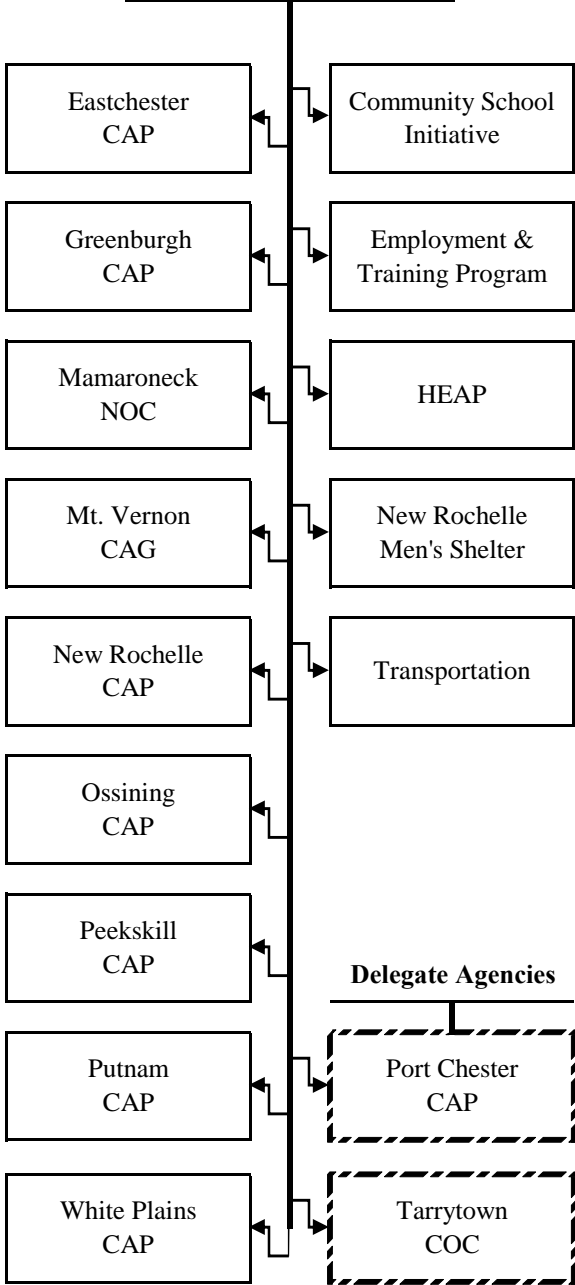 Eastchester
CAP
Community School
Initiative
Greenburgh
CAP
Employment &
Training Program
Mamaroneck
NOC
HEAP
Mt. Vernon
CAG
New Rochelle
Men's Shelter
New Rochelle
CAP
Transportation
Ossining
CAP
Peekskill
CAP
Delegate Agencies
Putnam
CAP
Port Chester
CAP
White Plains
CAP
Tarrytown
COC